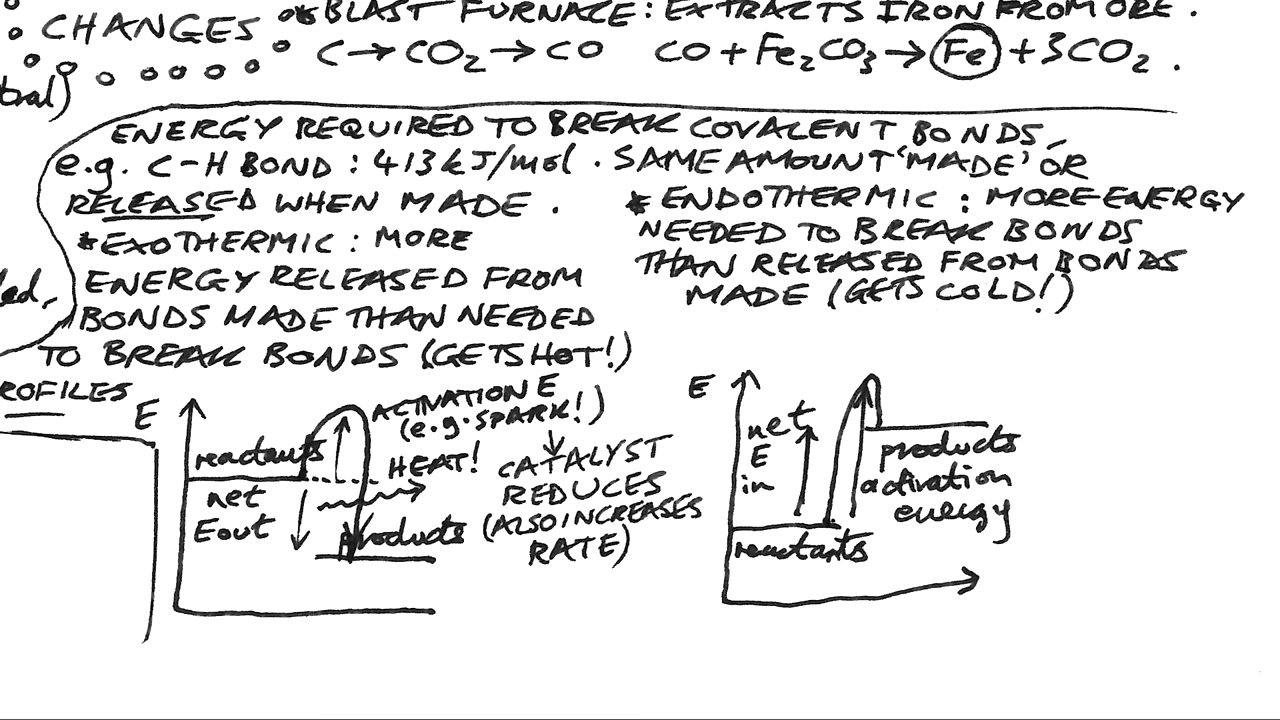 * BLAST FURNACE: EXTRACTS IRON FROM ORE.
CHANGES
C → CO₂ → CO CO + Fe₂CO₃ → Fe + 3CO₂.
tral)
ENERGY REQUIRED TO BREAK COVALENT BONDS,
e.g. C-H BOND: 413kJ/mol. SAME AMOUNT 'MADE' OR
RELEASED WHEN MADE.
* EXOTHERMIC: MORE
ENERGY RELEASED FROM
BONDS MADE THAN NEEDED
TO BREAK BONDS (GETS HOT!)
* ENDOTHERMIC: MORE ENERGY
NEEDED TO BREAK BONDS
THAN RELEASED FROM BONDS
MADE (GETS COLD!)
ded,
ROFILES
E
reactants
net
E out
ACTIVATION E
(e.g. SPARK!)
HEAT!
products
CATALYST
REDUCES
(ALSO INCREASES
RATE)
E
net
E
in
reactants
products
activation
energy